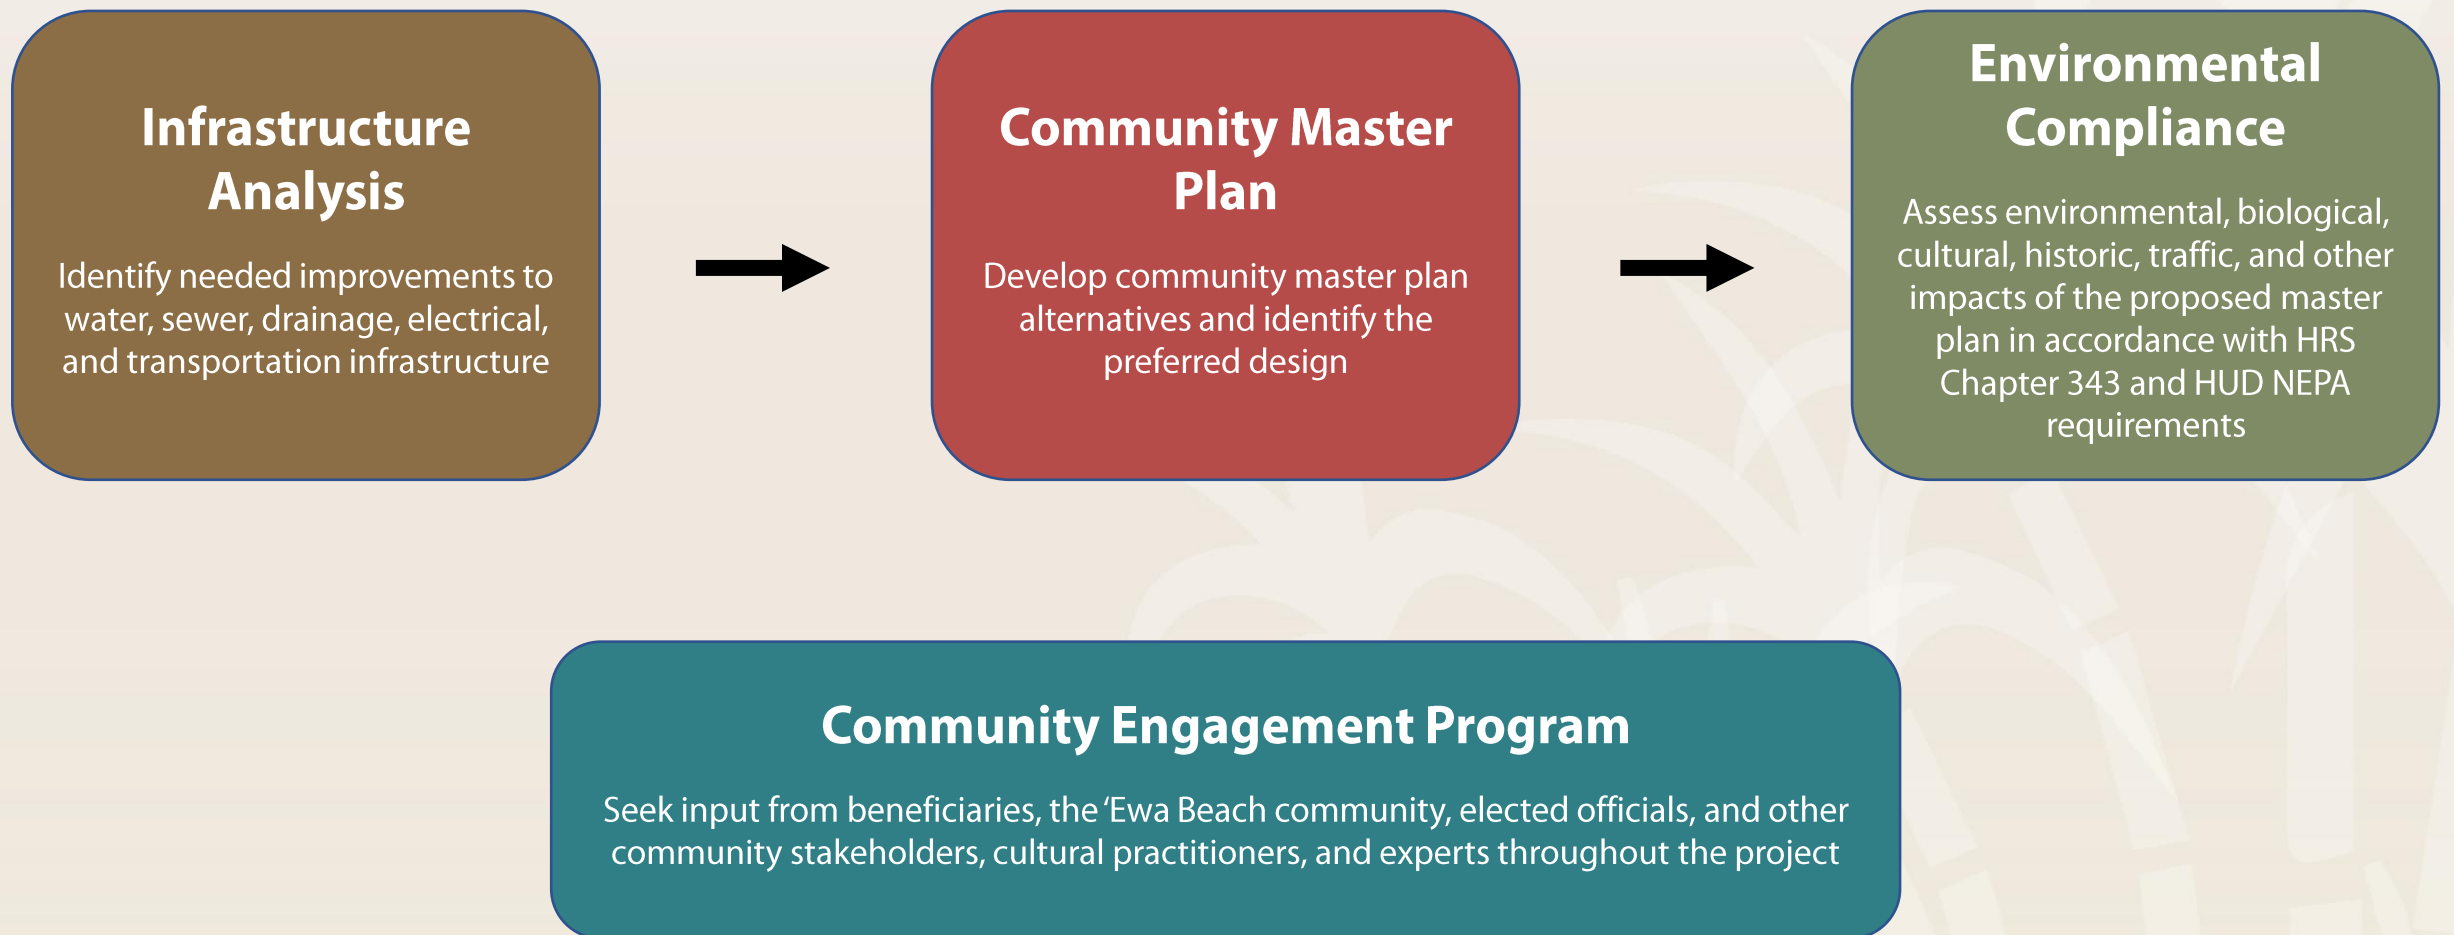 Infrastructure
Analysis
Identify needed improvements to
water, sewer, drainage, electrical,
and transportation infrastructure
Community Master
Plan
Develop community master plan
alternatives and identify the
preferred design
Environmental
Compliance
Assess environmental, biological,
cultural, historic, traffic, and other
impacts of the proposed master
plan in accordance with HRS
Chapter 343 and HUD NEPA
requirements
Community Engagement Program
Seek input from beneficiaries, the ‘Ewa Beach community, elected officials, and other
community stakeholders, cultural practitioners, and experts throughout the project